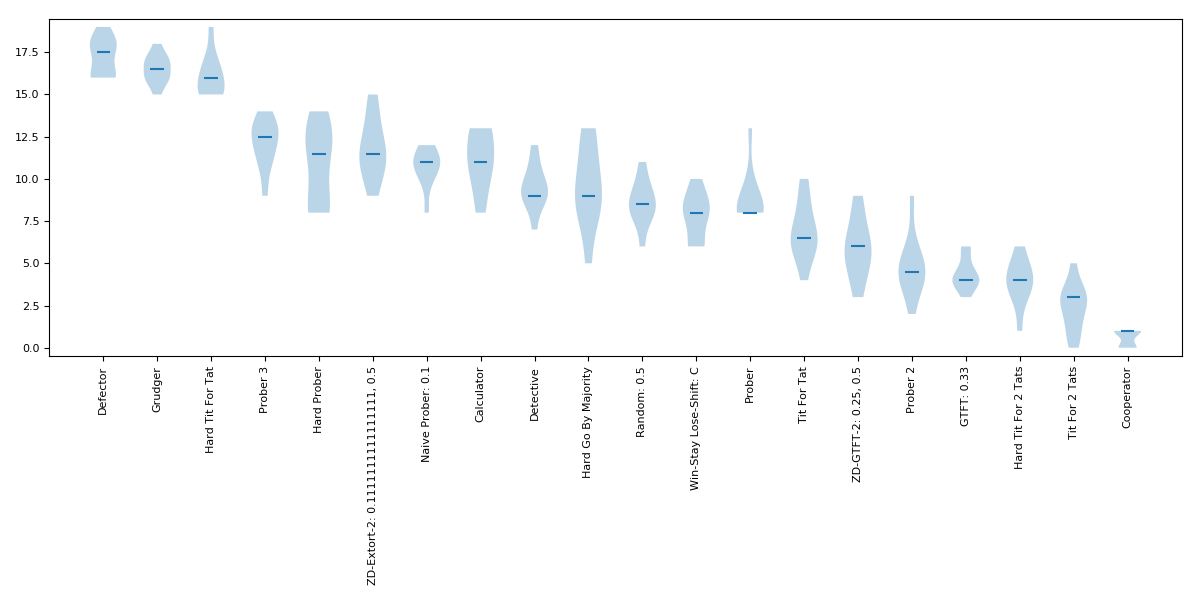 17.5
15.0
12.5
10.0
7.5
5.0
2.5
0.0
Defector
Grudger
Hard Tit For Tat
Prober 3
Hard Prober
ZD-Extort-2: 0.1111111111111111, 0.5
Naive Prober: 0.1
Calculator
Detective
Hard Go By Majority
Random: 0.5
Win-Stay Lose-Shift: C
Prober
Tit For Tat
ZD-GTFT-2: 0.25, 0.5
Prober 2
GTFT: 0.33
Hard Tit For 2 Tats
Tit For 2 Tats
Cooperator